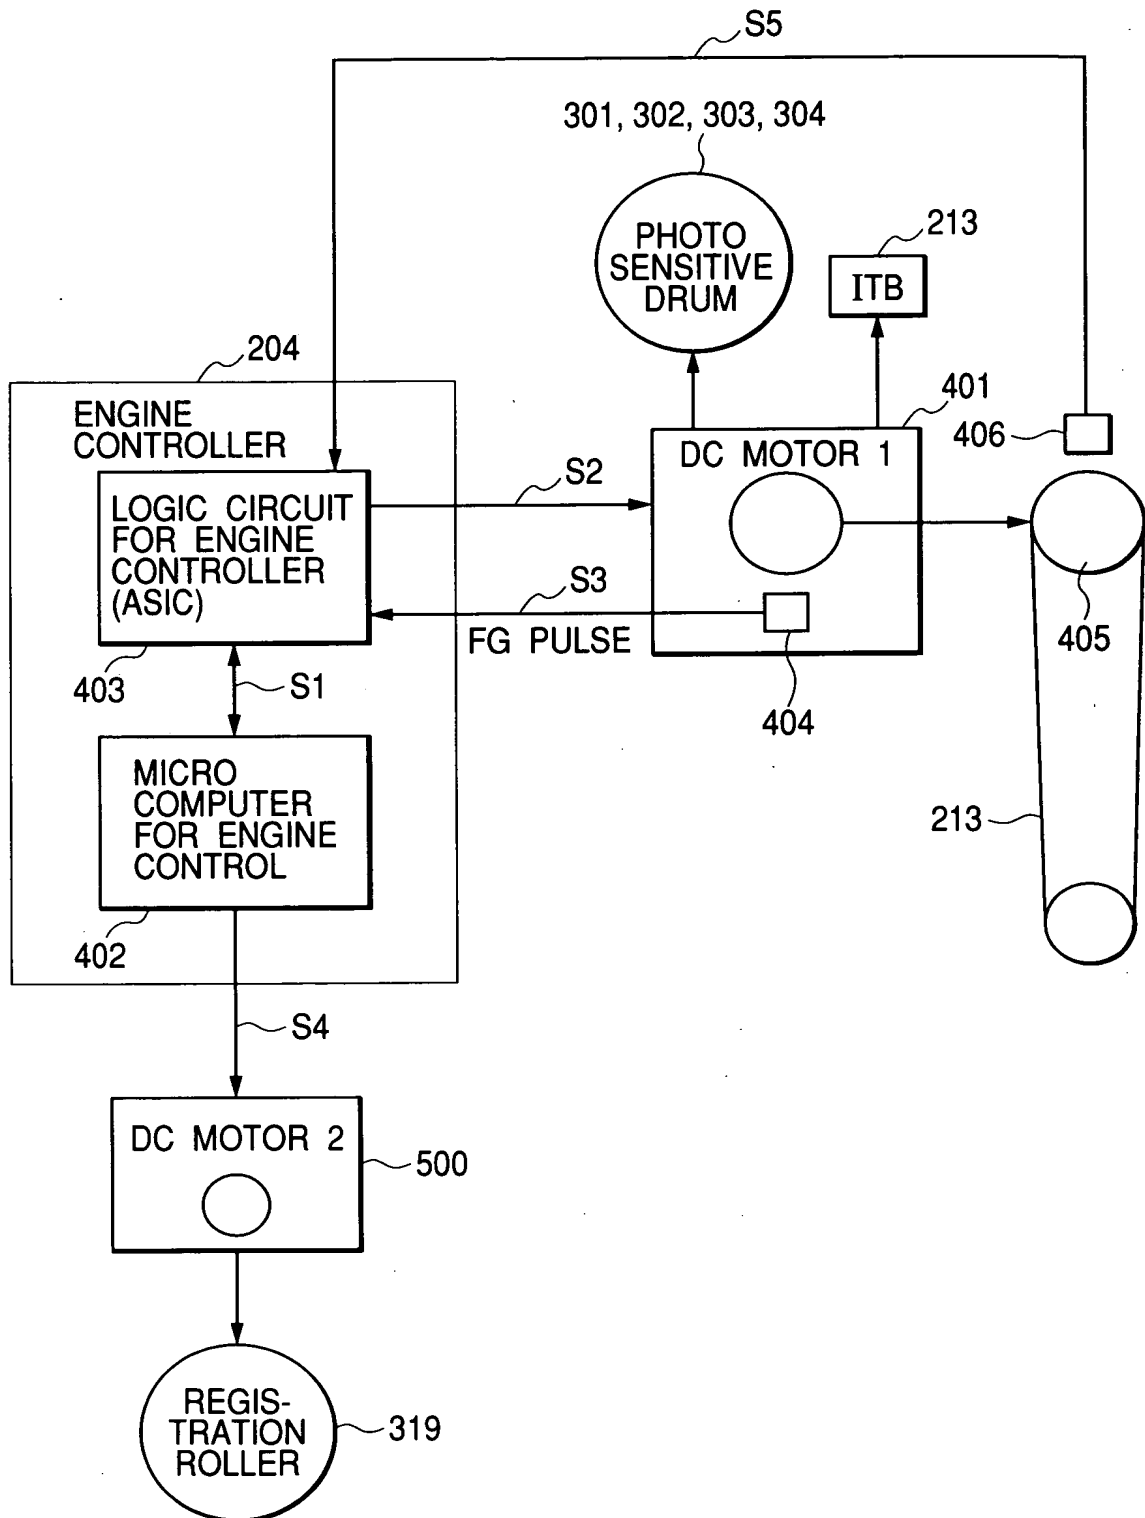 S5
301, 302, 303, 304
PHOTO
SENSITIVE
DRUM
213
ITB
204
ENGINE
CONTROLLER
401
DC MOTOR 1
406
LOGIC CIRCUIT
FOR ENGINE
CONTROLLER
(ASIC)
S2
S3
FG PULSE
405
403
S1
404
MICRO
COMPUTER
FOR ENGINE
CONTROL
213
402
S4
DC MOTOR 2
500
REGIS-
TRATION
ROLLER
319